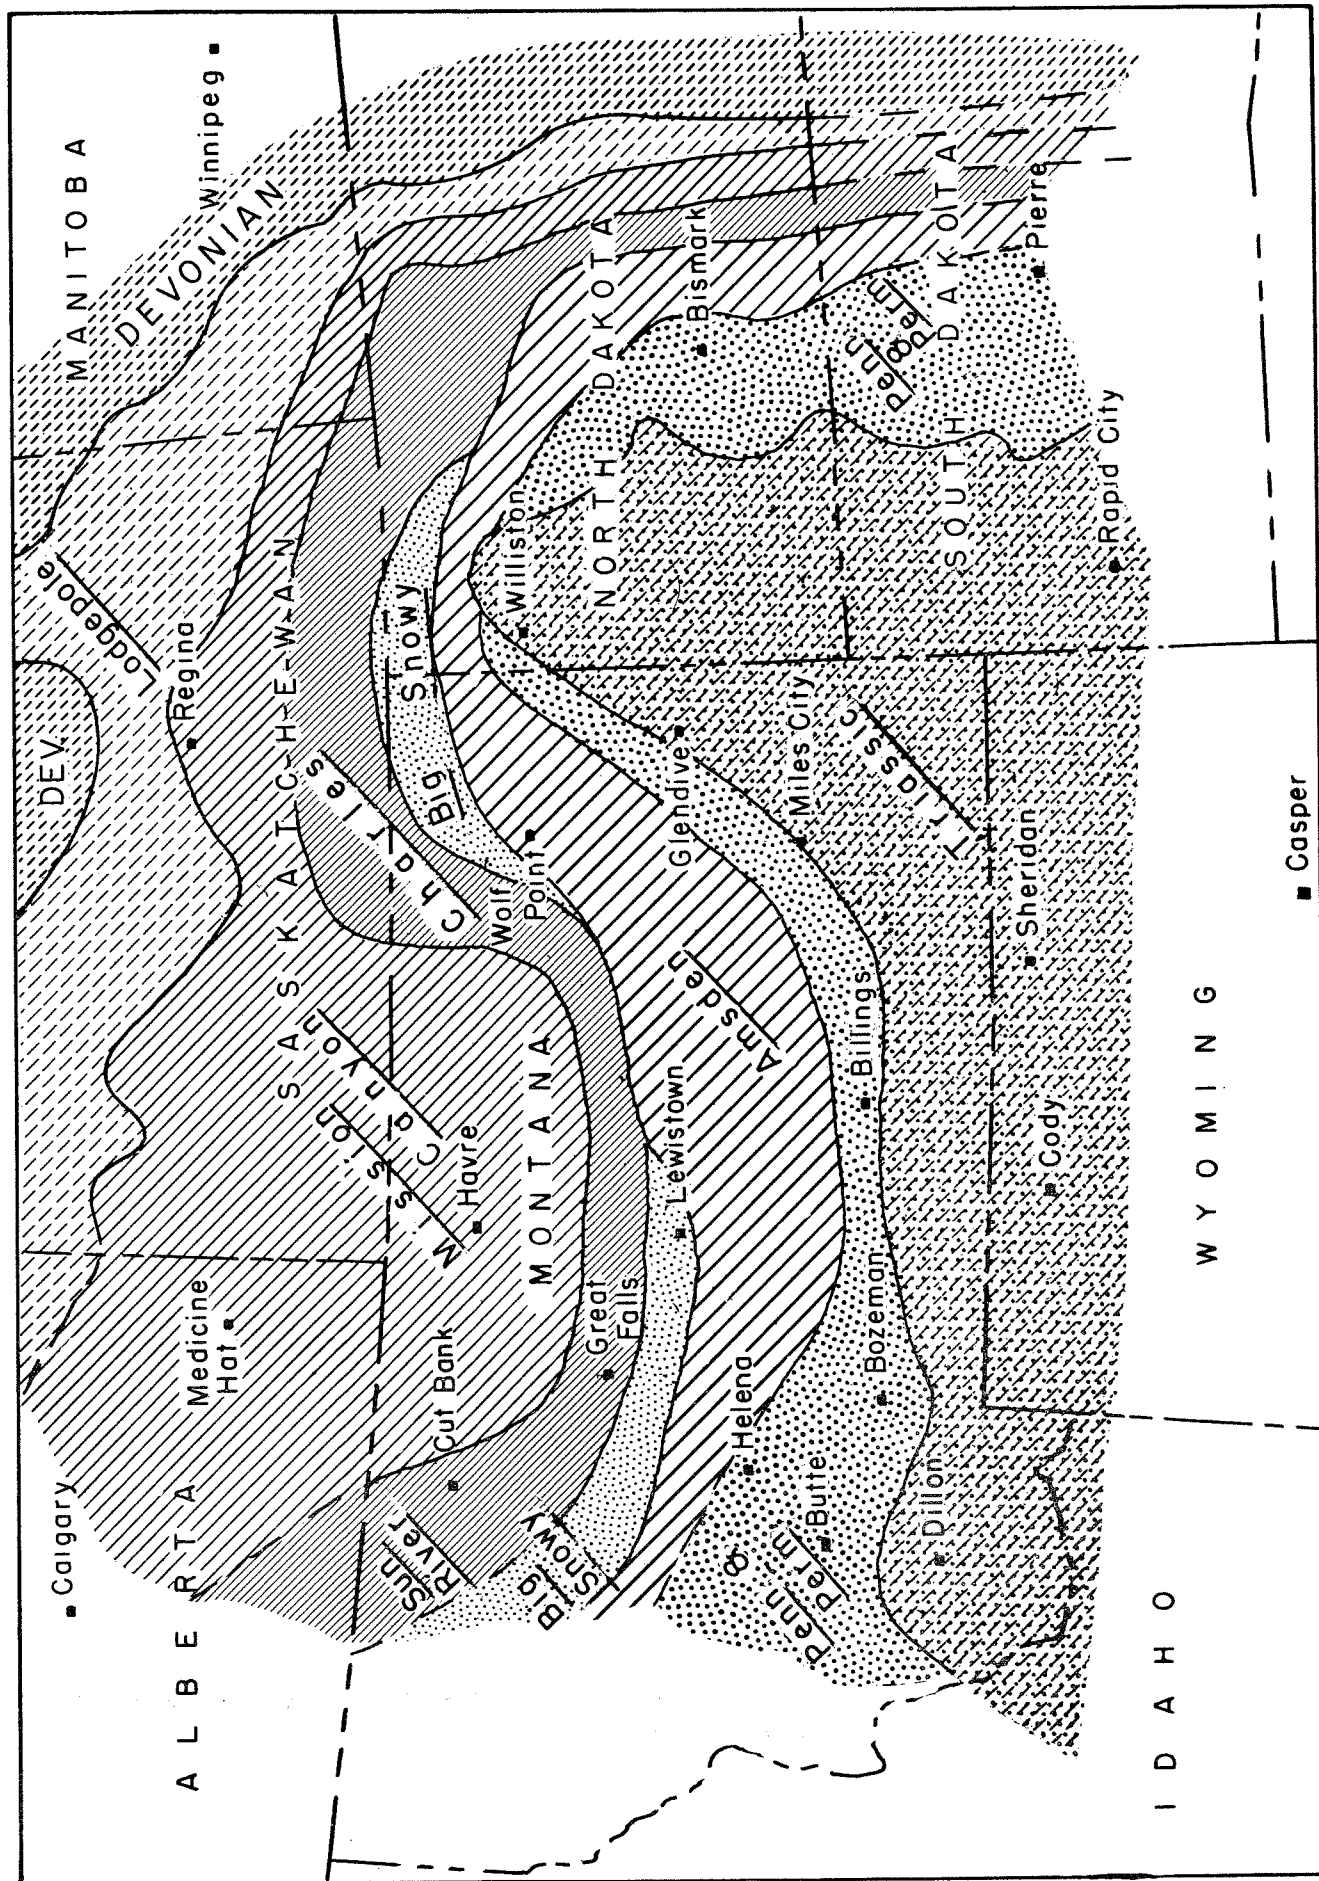 MANITOBA
Winnipeg
DEVONIAN
DEV.
Lodgepole
Regina
SASKATCHEWAN
Calgary
ALBERTA
Medicine
Hat
Mission
Canyon
Charles
Big Snowy
Cut Bank
Havre
Sun
River
Big
Snowy
MONTANA
Great
Falls
Wolf
Point
Williston
NORTH DAKOTA
Bismark
Lewistown
Amsden
Glendive
Helena
Butte
Penn &
Perm
Bozeman
Billings
Miles City
Dillon
Triassic
Penn &
Perm
SOUTH DAKOTA
Pierre
Rapid City
Cody
Sheridan
IDAHO
WYOMING
Casper